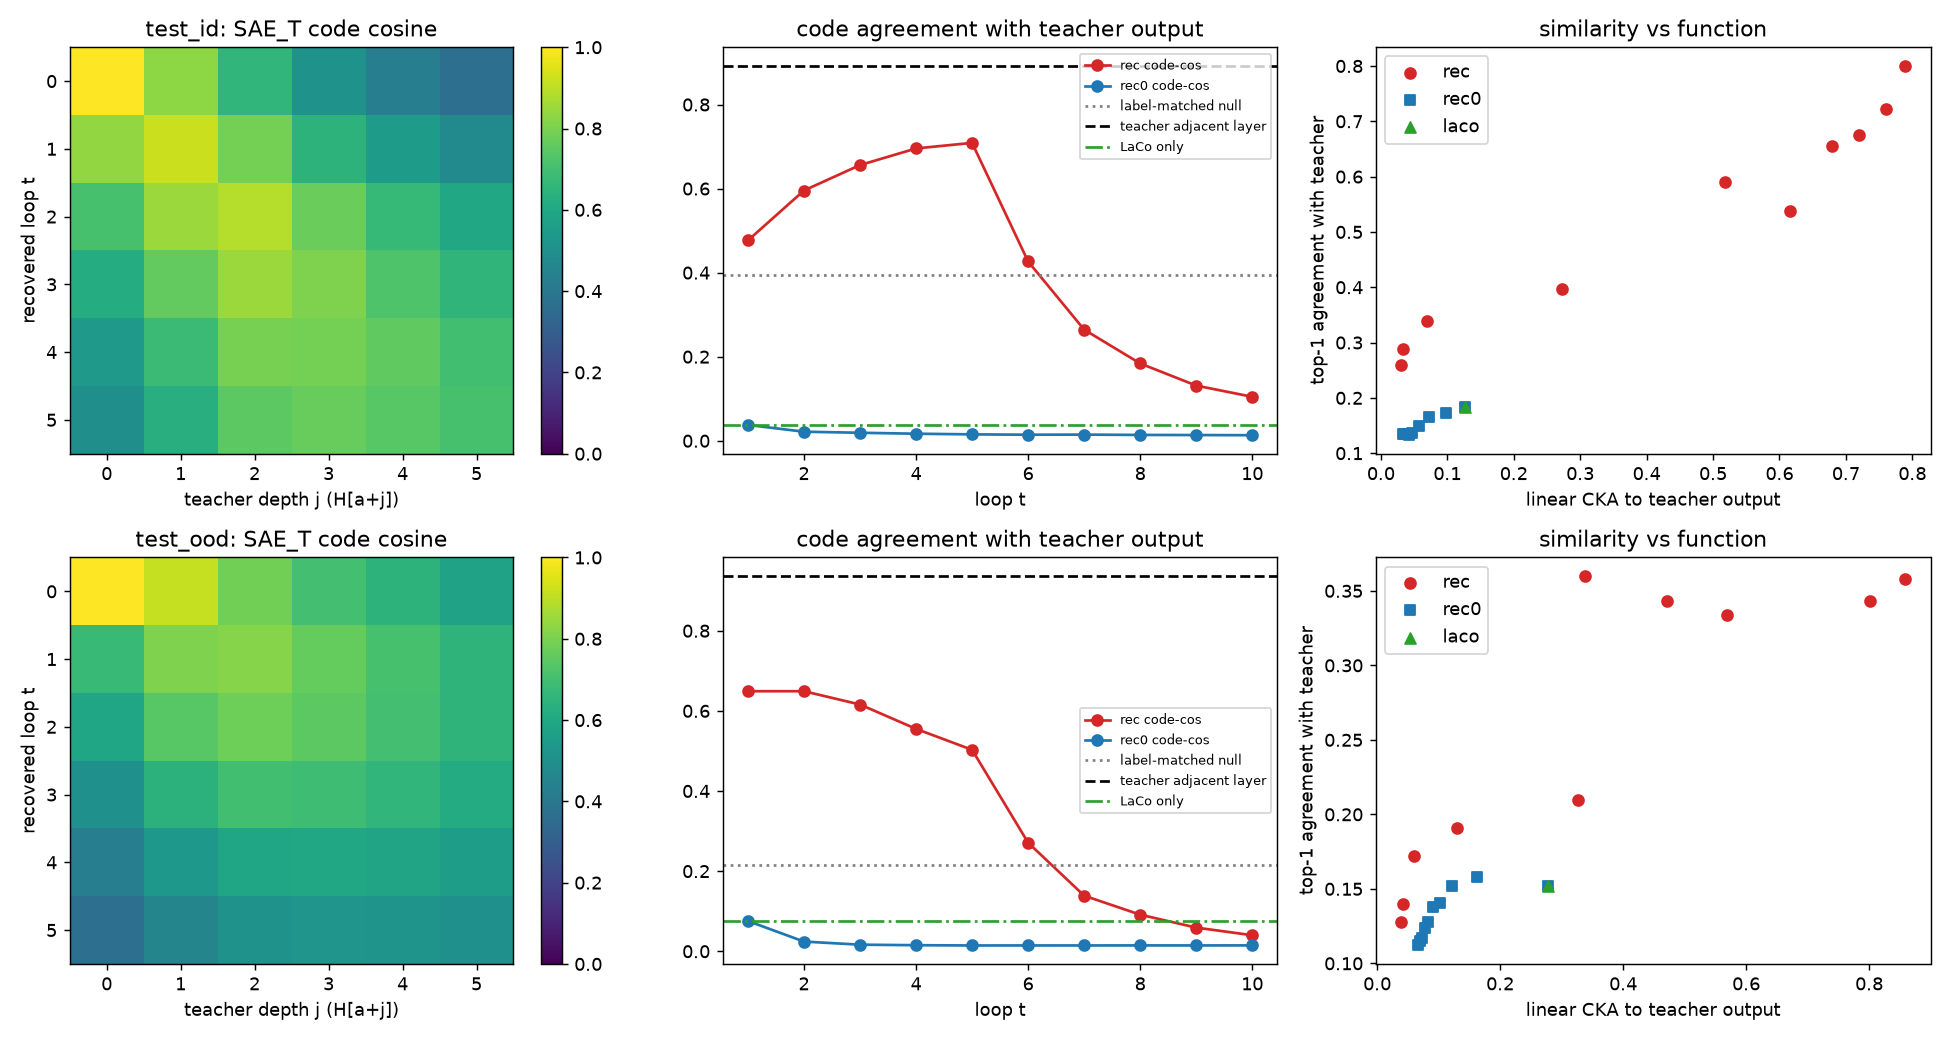 test_id: SAE_T code cosine
recovered loop t
0
1
2
3
4
5
0 1 2 3 4 5
teacher depth j (H[a+j])
1.0
0.8
0.6
0.4
0.2
0.0
code agreement with teacher output
0.8
0.6
0.4
0.2
0.0
2 4 6 8 10
loop t
rec code-cos
rec0 code-cos
label-matched null
teacher adjacent layer
LaCo only
similarity vs function
top-1 agreement with teacher
0.8
0.7
0.6
0.5
0.4
0.3
0.2
0.1
0.0 0.1 0.2 0.3 0.4 0.5 0.6 0.7 0.8
linear CKA to teacher output
rec
rec0
laco
test_ood: SAE_T code cosine
recovered loop t
0
1
2
3
4
5
0 1 2 3 4 5
teacher depth j (H[a+j])
1.0
0.8
0.6
0.4
0.2
0.0
code agreement with teacher output
0.8
0.6
0.4
0.2
0.0
2 4 6 8 10
loop t
rec code-cos
rec0 code-cos
label-matched null
teacher adjacent layer
LaCo only
similarity vs function
top-1 agreement with teacher
0.35
0.30
0.25
0.20
0.15
0.10
0.0 0.2 0.4 0.6 0.8
linear CKA to teacher output
rec
rec0
laco